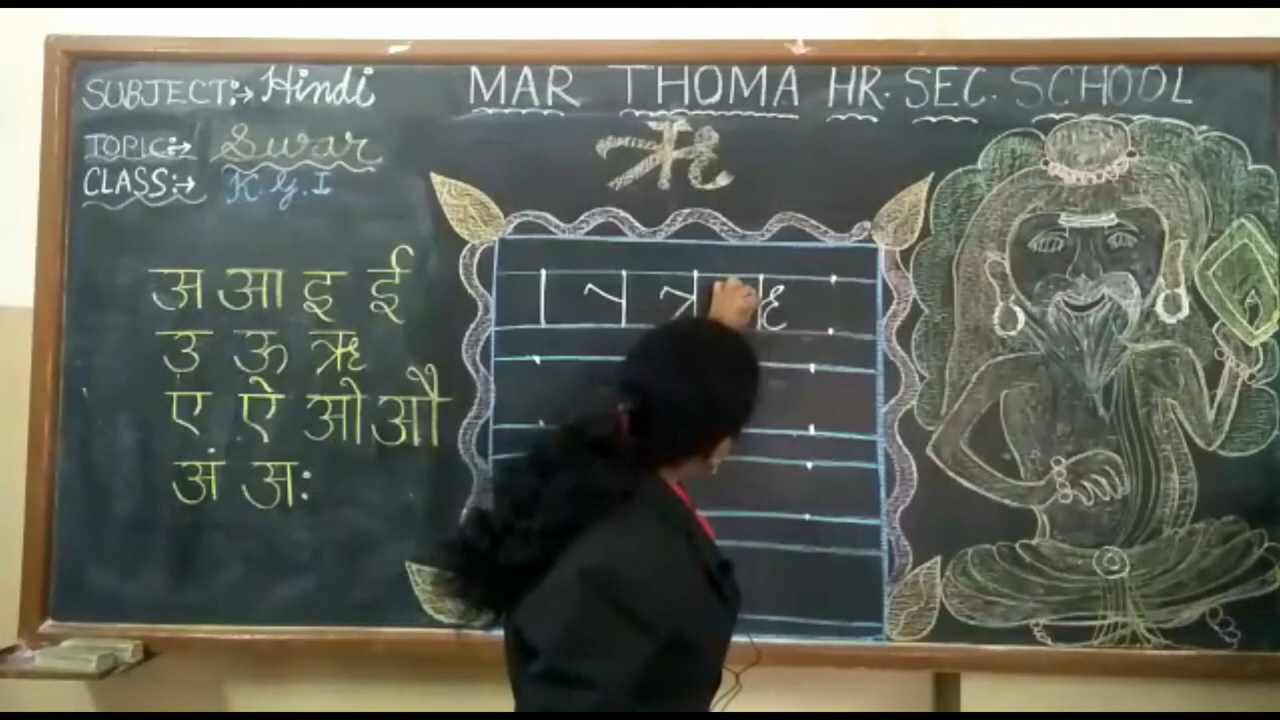 SUBJECT:→ Hindi
MAR THOMA HR. SEC. SCHOOL
TOPIC:→ Swar
CLASS:→ K.G.I
ऋ
अ आ इ ई
उ ऊ ऋ
ए ऐ ओ औ
अं अः